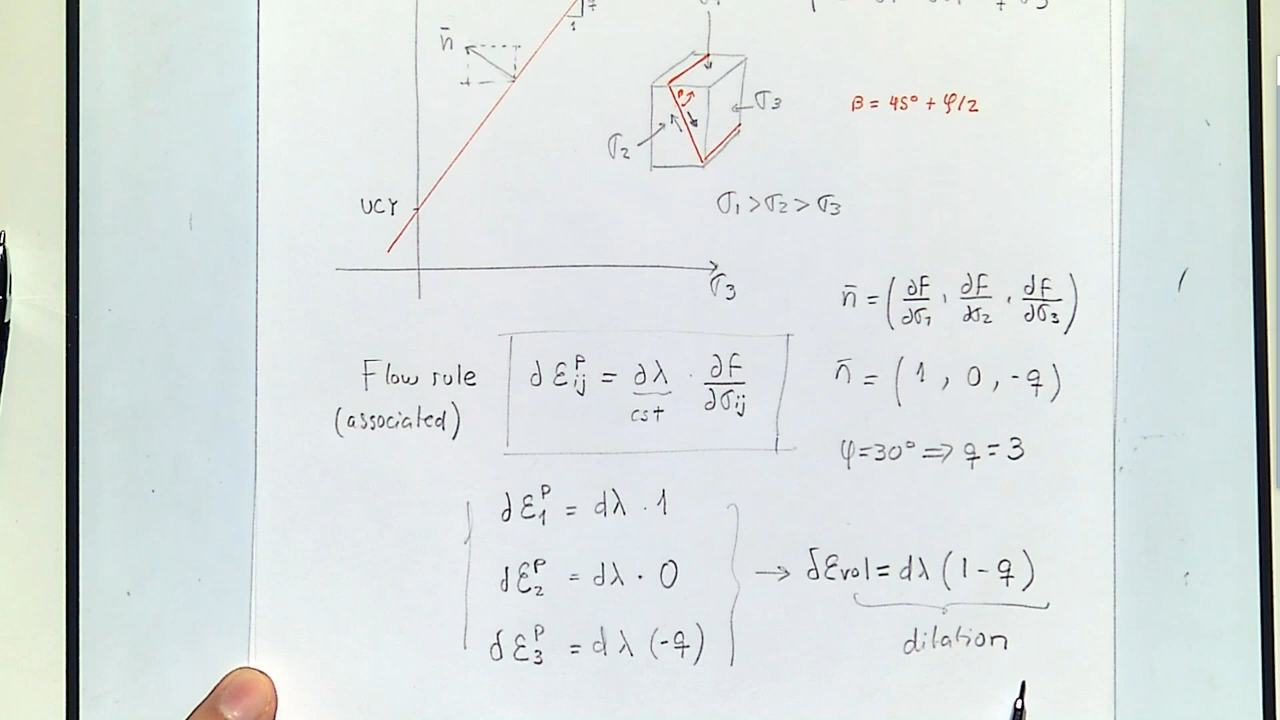 n̄
1
q
σ3
β = 45° + φ/2
σ2
UCY
σ1 > σ2 > σ3
σ3
n̄ = (∂F/∂σ1 , ∂F/∂σ2 , ∂F/∂σ3)
Flow rule
(associated)
dε^p_ij = dλ · ∂F/∂σij
cst
n̄ = (1, 0, -q)
φ=30° ⇒ q = 3
dε^p_1 = dλ · 1
dε^p_2 = dλ · 0
dε^p_3 = dλ (-q)
→ dεvol = dλ (1-q)
dilation